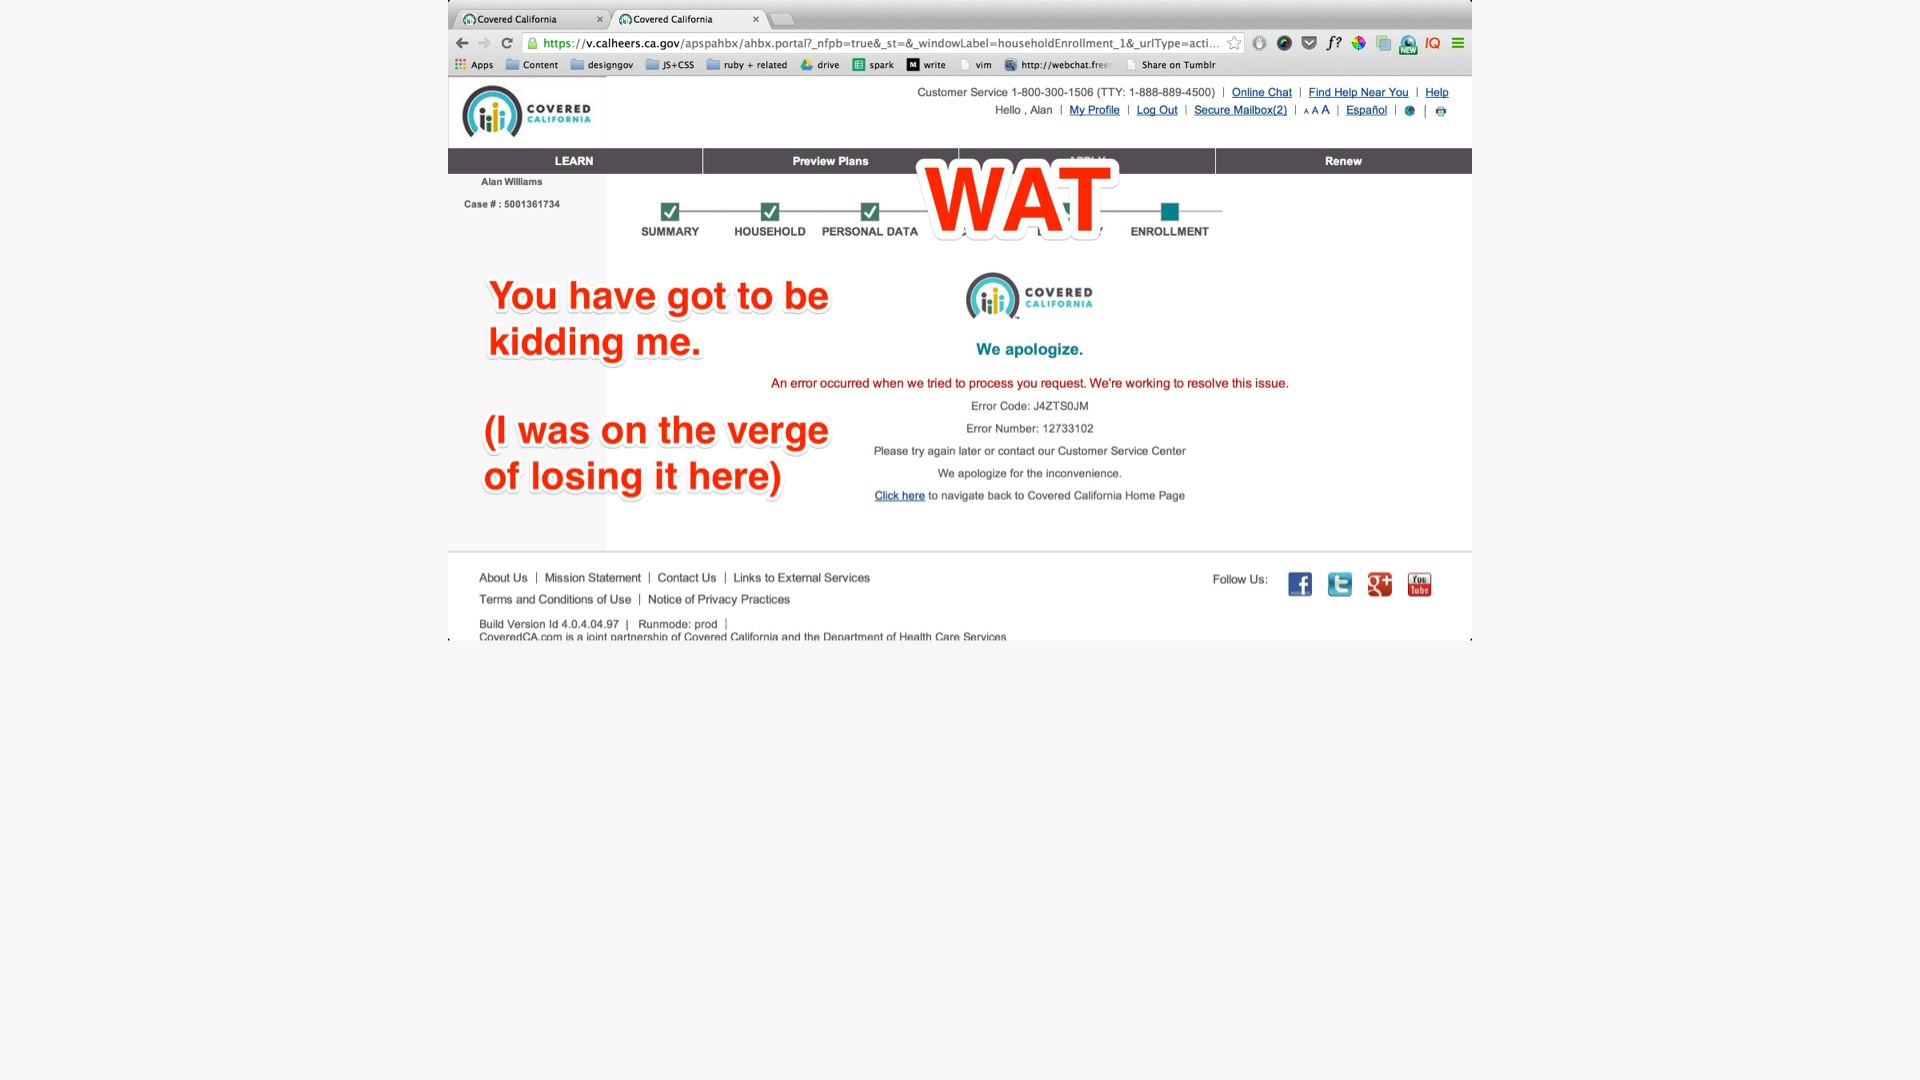 Covered California
Covered California
https://v.calheers.ca.gov/apspahbx/ahbx.portal?_nfpb=true&_st=&_windowLabel=householdEnrollment_1&_urlType=acti...
f?
NEW
IQ
Apps Content designgov JS+CSS ruby + related drive spark M write vim http://webchat.free Share on Tumblr
COVERED
CALIFORNIA
Customer Service 1-800-300-1506 (TTY: 1-888-889-4500) | Online Chat | Find Help Near You | Help
Hello , Alan | My Profile | Log Out | Secure Mailbox(2) | A A A | Español |
LEARN Preview Plans Renew
Alan Williams
Case # : 5001361734
WAT
SUMMARY HOUSEHOLD PERSONAL DATA ENROLLMENT
You have got to be
kidding me.
(I was on the verge
of losing it here)
COVERED
CALIFORNIA
We apologize.
An error occurred when we tried to process you request. We're working to resolve this issue.
Error Code: J4ZTS0JM
Error Number: 12733102
Please try again later or contact our Customer Service Center
We apologize for the inconvenience.
Click here to navigate back to Covered California Home Page
About Us | Mission Statement | Contact Us | Links to External Services
Terms and Conditions of Use | Notice of Privacy Practices
Follow Us:
f t g+ You Tube
Build Version Id 4.0.4.04.97 | Runmode: prod |
CoveredCA.com is a joint partnership of Covered California and the Department of Health Care Services